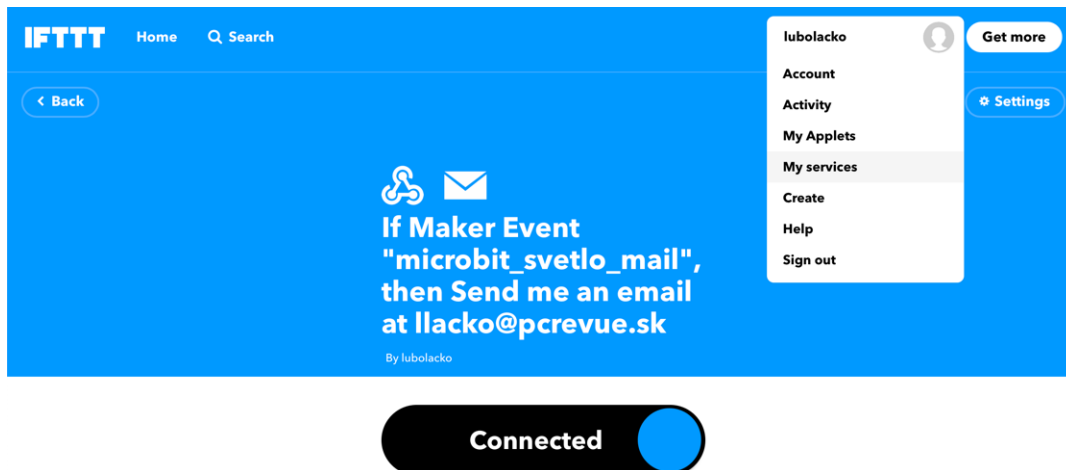 IFTTT Home Search lubolacko Get more
Account
< Back Activity Settings
My Applets
My services
Create
Help
Sign out
If Maker Event
"microbit_svetlo_mail",
then Send me an email
at llacko@pcrevue.sk
By lubolacko
Connected